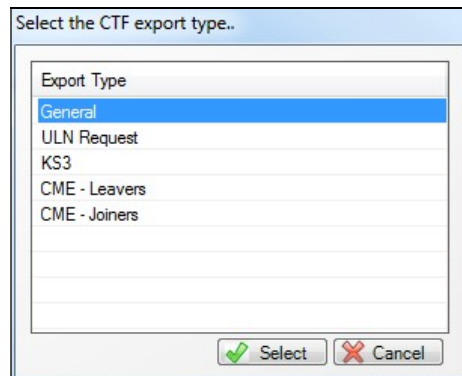 Select the CTF export type..
Export Type
General
ULN Request
KS3
CME - Leavers
CME - Joiners
Select Cancel